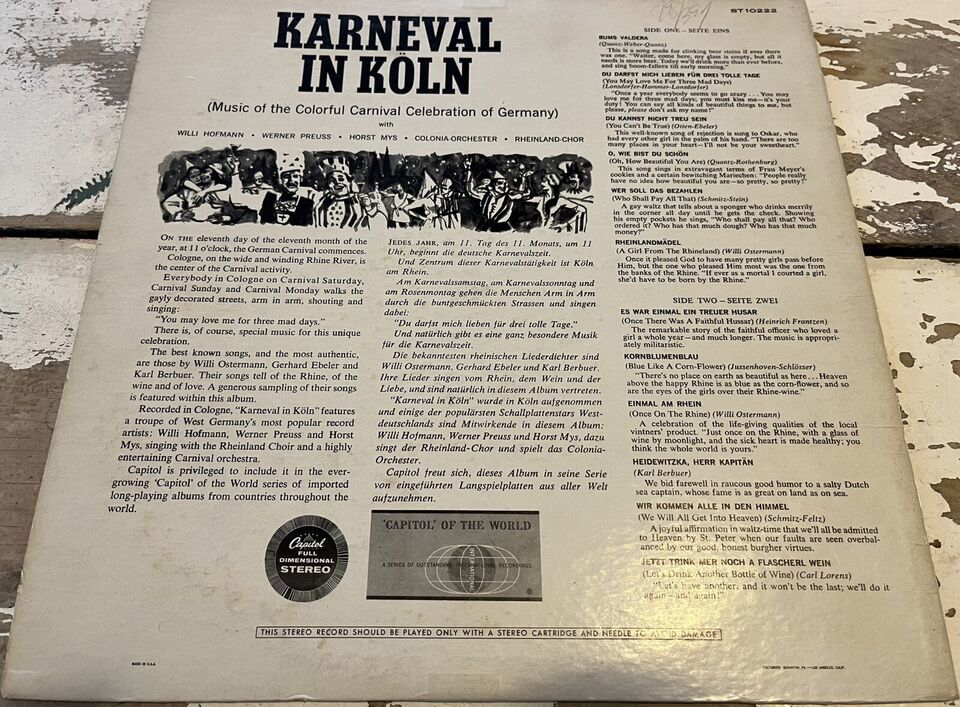 KARNEVAL
IN KÖLN
(Music of the Colorful Carnival Celebration of Germany)
with
WILLI HOFMANN • WERNER PREUSS • HORST MYS • COLONIA-ORCHESTER • RHEINLAND-CHOR
ON THE eleventh day of the eleventh month of the
year, at 11 o'clock, the German Carnival commences.
Cologne, on the wide and winding Rhine River, is
the center of the Carnival activity.
Everybody in Cologne on Carnival Saturday,
Carnival Sunday and Carnival Monday walks the
gayly decorated streets, arm in arm, shouting and
singing:
"You may love me for three mad days."
There is, of course, special music for this unique
celebration.
The best known songs, and the most authentic,
are those by Willi Ostermann, Gerhard Ebeler and
Karl Berbuer. Their songs tell of the Rhine, of the
wine and of love. A generous sampling of their songs
is featured within this album.
Recorded in Cologne, "Karneval in Köln" features
a troupe of West Germany's most popular record
artists: Willi Hofmann, Werner Preuss and Horst
Mys, singing with the Rheinland Choir and a highly
entertaining Carnival orchestra.
Capitol is privileged to include it in the ever-
growing 'Capitol' of the World series of imported
long-playing albums from countries throughout the
world.
JEDES JAHR, am 11. Tag des 11. Monats, um 11
Uhr, beginnt die deutsche Karnevalszeit.
Und Zentrum dieser Karnevalstätigkeit ist Köln
am Rhein.
Am Karnevalssamstag, am Karnevalssonntag und
am Rosenmontag gehen die Menschen Arm in Arm
durch die buntgeschmückten Strassen und singen
dabei:
"Du darfst mich lieben für drei tolle Tage."
Und natürlich gibt es eine ganz besondere Musik
für die Karnevalszeit.
Die bekanntesten rheinischen Liederdichter sind
Willi Ostermann, Gerhard Ebeler und Karl Berbuer.
Ihre Lieder singen vom Rhein, dem Wein und der
Liebe, und sind natürlich in diesem Album vertreten.
"Karneval in Köln" wurde in Köln aufgenommen
und einige der populärsten Schallplattenstars West-
deutschlands sind Mitwirkende in diesem Album:
Willi Hofmann, Werner Preuss und Horst Mys, dazu
singt der Rheinland-Chor und spielt das Colonia-
Orchester.
Capitol freut sich, dieses Album in seine Serie
von eingeführten Langspielplatten aus aller Welt
aufzunehmen.
Capitol
FULL
DIMENSIONAL
STEREO
'CAPITOL' OF THE WORLD
A SERIES OF OUTSTANDING INTERNATIONAL RECORDINGS
THIS STEREO RECORD SHOULD BE PLAYED ONLY WITH A STEREO CARTRIDGE AND NEEDLE TO AVOID DAMAGE
MADE IN U.S.A.
FACTORIES: SCRANTON, PA.—LOS ANGELES, CALIF.
ST 10222
SIDE ONE – SEITE EINS
BUMS VALDERA
(Quanz-Weber-Quanz)
This is a song made for clinking beer steins if ever there
was one. "Waiter, come here, my glass is empty, but all it
needs is more beer. Today we'll drink more than ever before,
and sing boom-fallera till early morning."
DU DARFST MICH LIEBEN FÜR DREI TOLLE TAGE
(You May Love Me For Three Mad Days)
(Lonsdorfer-Hammer-Lonsdorfer)
"Once a year everybody seems to go crazy . . . You may
love me for three mad days; you must kiss me—it's your
duty! You can say all kinds of beautiful things to me, but
please, please don't ask my name!"
DU KANNST NICHT TREU SEIN
(You Can't Be True) (Otten-Ebeler)
This well-known song of rejection is sung to Oskar, who
had every other girl in the palm of his hand. "There are too
many places in your heart—I'll not be your sweetheart."
O, WIE BIST DU SCHÖN
(Oh, How Beautiful You Are) (Quanz-Rothenburg)
This song sings in extravagant terms of Frau Meyer's
cookies and a certain bewitching Mariechen: "People really
have no idea how beautiful you are—so pretty, so pretty!"
WER SOLL DAS BEZAHLEN
(Who Shall Pay All That) (Schmitz-Stein)
A gay waltz that tells about a sponger who drinks merrily
in the corner all day until he gets the check. Showing
his empty pockets he sings, "Who shall pay all that? Who
ordered it? Who has that much dough? Who has that much
money?"
RHEINLANDMÄDEL
(A Girl From The Rhineland) (Willi Ostermann)
Once it pleased God to have many pretty girls pass before
Him, but the one who pleased Him most was the one from
the banks of the Rhine. "If ever as a mortal I courted a girl,
she'd have to be born by the Rhine."
SIDE TWO – SEITE ZWEI
ES WAR EINMAL EIN TREUER HUSAR
(Once There Was A Faithful Hussar) (Heinrich Frantzen)
The remarkable story of the faithful officer who loved a
girl a whole year—and much longer. The music is appropri-
ately militaristic.
KORNBLUMENBLAU
(Blue Like A Corn-Flower) (Jussenhoven-Schlösser)
"There's no place on earth as beautiful as here... Heaven
above the happy Rhine is as blue as the corn-flower, and so
are the eyes of the girls over their Rhine-wine."
EINMAL AM RHEIN
(Once On The Rhine) (Willi Ostermann)
A celebration of the life-giving qualities of the local
vintners' product. "Just once on the Rhine, with a glass of
wine by moonlight, and the sick heart is made healthy; you
think the whole world is yours."
HEIDEWITZKA, HERR KAPITÄN
(Karl Berbuer)
We bid farewell in raucous good humor to a salty Dutch
sea captain, whose fame is as great on land as on sea.
WIR KOMMEN ALLE IN DEN HIMMEL
(We Will All Get Into Heaven) (Schmitz-Feltz)
A joyful affirmation in waltz-time that we'll all be admitted
to Heaven by St. Peter when our faults are seen overbal-
anced by our good, honest burgher virtues.
JETZT TRINK MER NOCH A FLASCHERL WEIN
(Let's Drink Another Bottle of Wine) (Carl Lorens)
"Let's have another, and it won't be the last; we'll do it
again—and again!"